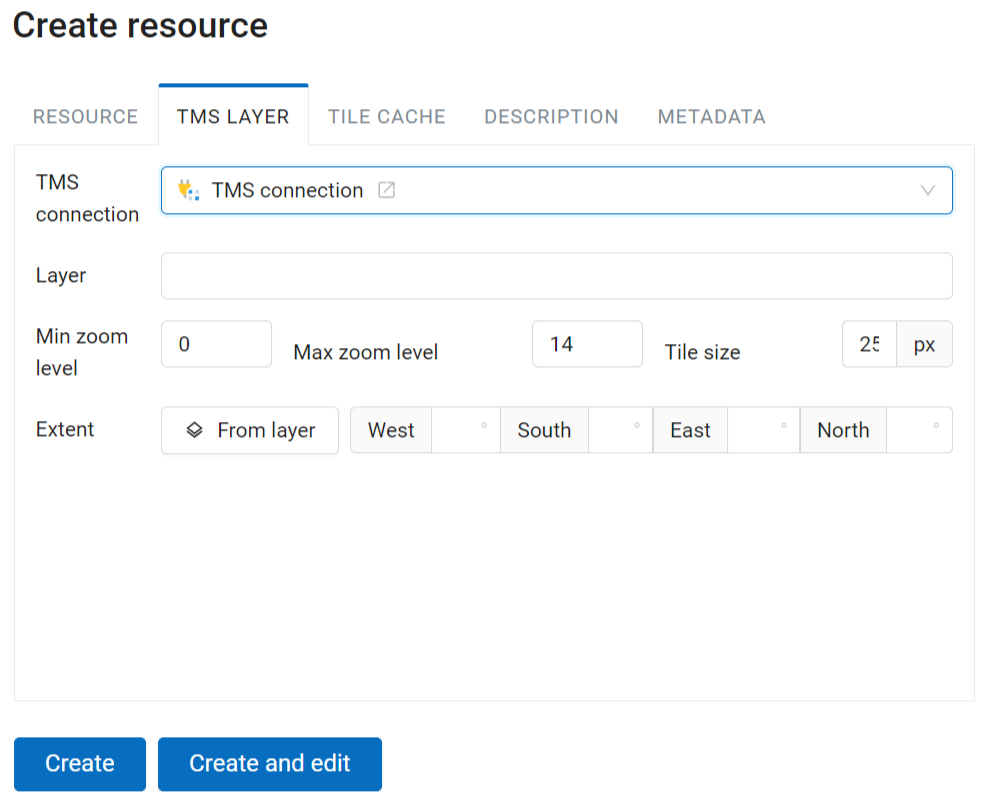 Create resource
RESOURCE TMS LAYER TILE CACHE DESCRIPTION METADATA
TMS connection
TMS connection
Layer
Min zoom level
0
Max zoom level
14
Tile size
25
px
Extent
From layer
West °
South °
East °
North °
Create
Create and edit